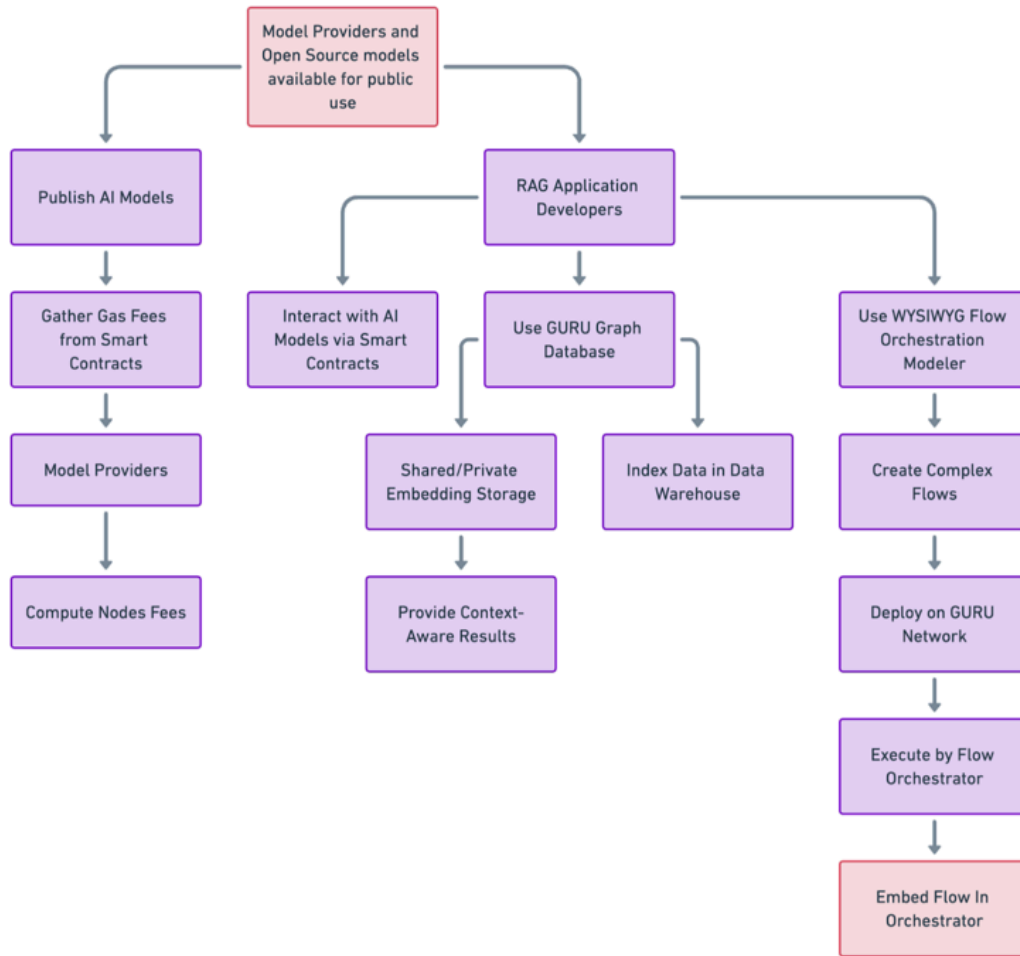 Model Providers and
Open Source models
available for public
use
Publish AI Models
RAG Application
Developers
Gather Gas Fees
from Smart
Contracts
Interact with AI
Models via Smart
Contracts
Use GURU Graph
Database
Use WYSIWYG Flow
Orchestration
Modeler
Model Providers
Shared/Private
Embedding Storage
Index Data in Data
Warehouse
Create Complex
Flows
Compute Nodes Fees
Provide Context-
Aware Results
Deploy on GURU
Network
Execute by Flow
Orchestrator
Embed Flow In
Orchestrator